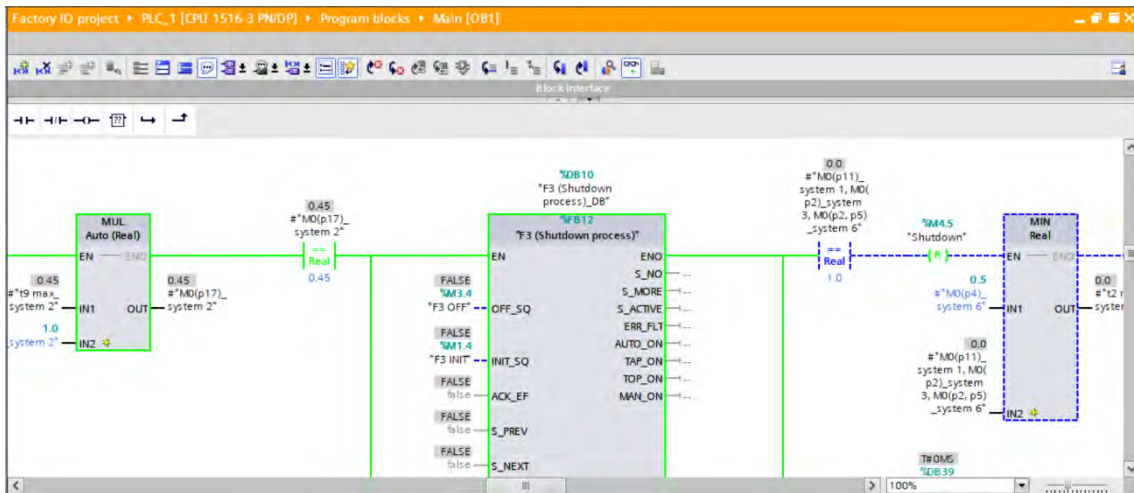 Factory IO project ▸ PLC_1 [CPU 1516-3 PN/DP] ▸ Program blocks ▸ Main [OB1]
Block interface
MUL
Auto (Real)
EN
ENO
0.45
#"t9 max_
system 2"
IN1
1.0
_system 2"
IN2
OUT
0.45
#"M0(p17)_
system 2"
0.45
#"M0(p17)_
system 2"
==
Real
0.45
%DB10
"F3 (Shutdown
process)_DB"
%FB12
"F3 (Shutdown process)"
EN
FALSE
%M3.4
"F3 OFF"
OFF_SQ
FALSE
%M1.4
"F3 INIT"
INIT_SQ
FALSE
false
ACK_EF
FALSE
false
S_PREV
FALSE
false
S_NEXT
ENO
S_NO
...
S_MORE
...
S_ACTIVE
...
ERR_FLT
...
AUTO_ON
...
TAP_ON
...
TOP_ON
...
MAN_ON
...
0.0
#"M0(p11)_
system 1, M0(
p2)_system
3, M0(p2, p5)
_system 6"
==
Real
1.0
%M4.5
"Shutdown"
R
MIN
Real
EN
ENO
0.5
#"M0(p4)_
system 6"
IN1
0.0
#"M0(p11)_
system 1, M0(
p2)_system
3, M0(p2, p5)
_system 6"
IN2
OUT
0.0
T#0MS
%DB39
100%